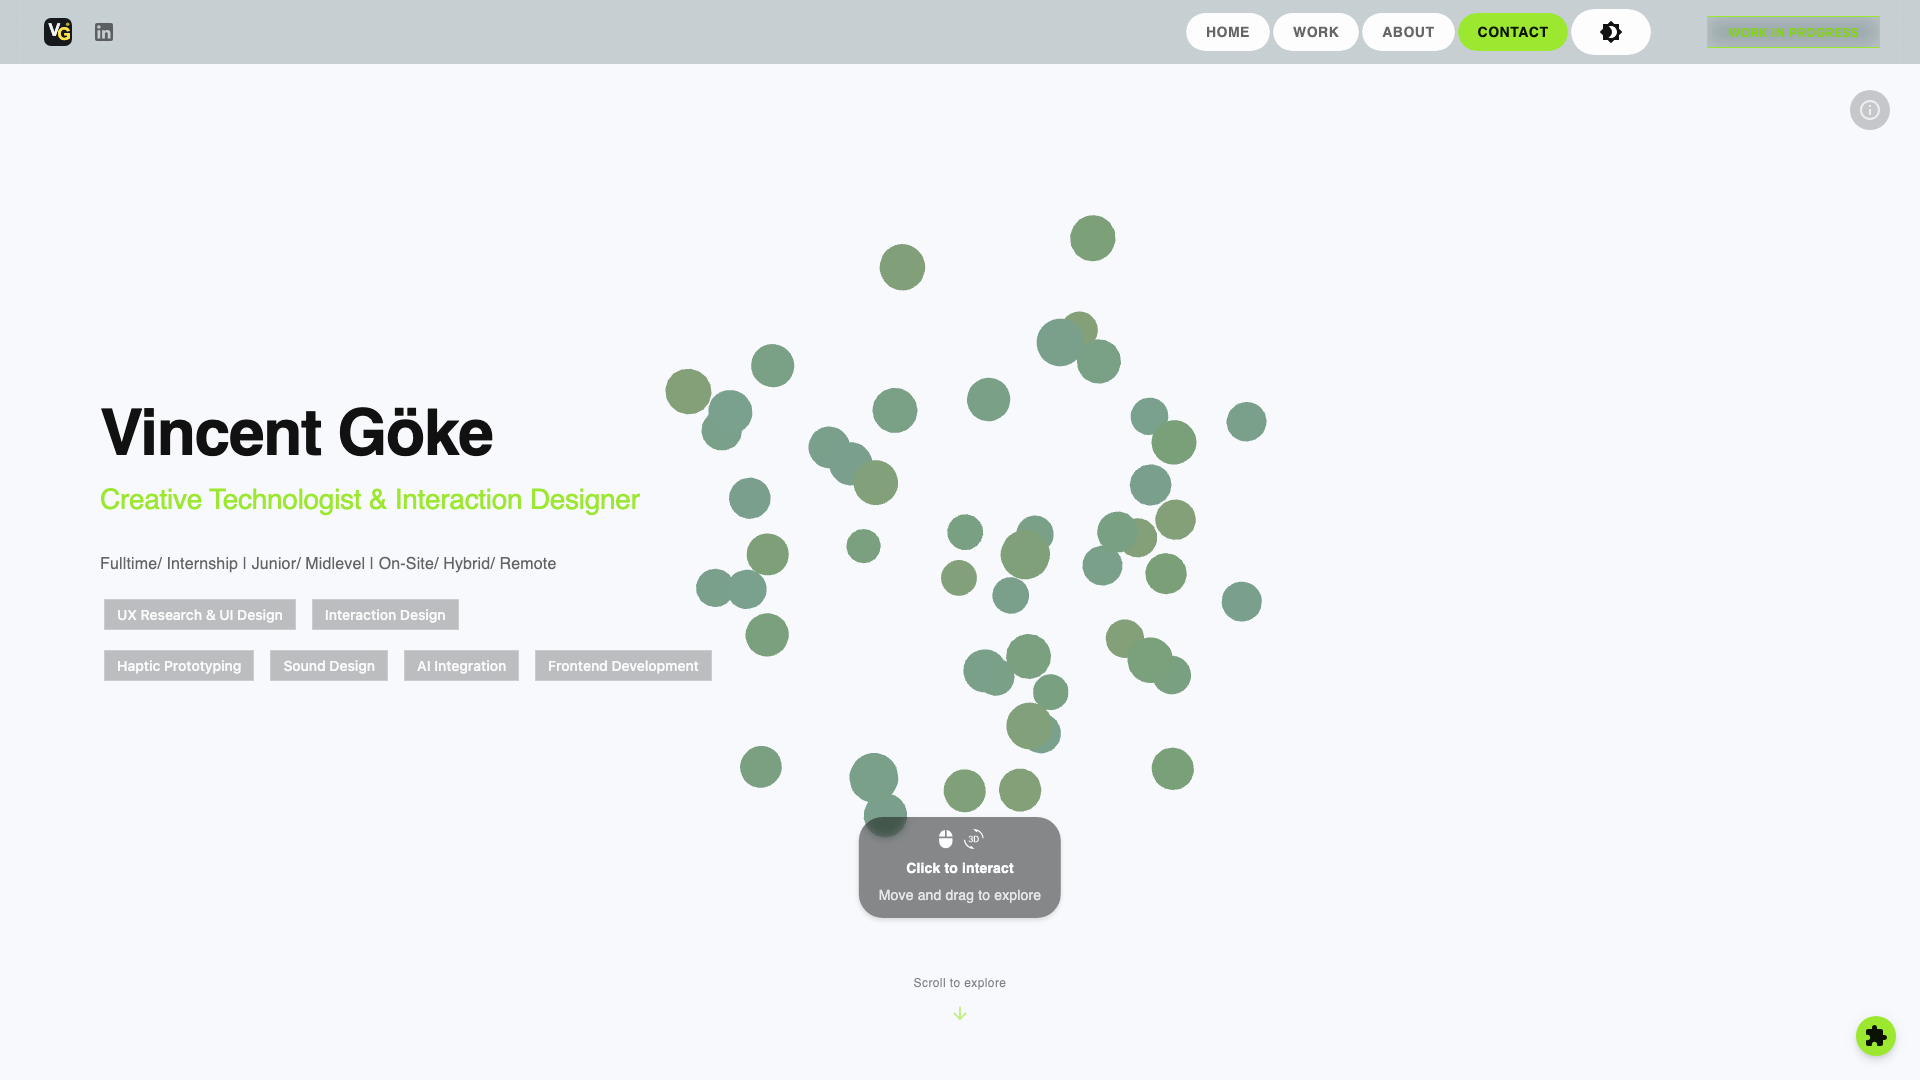 VG
HOME
WORK
ABOUT
CONTACT
WORK IN PROGRESS
Vincent Göke
Creative Technologist & Interaction Designer
Fulltime/ Internship | Junior/ Midlevel | On-Site/ Hybrid/ Remote
UX Research & UI Design
Interaction Design
Haptic Prototyping
Sound Design
AI Integration
Frontend Development
3D
Click to interact
Move and drag to explore
Scroll to explore